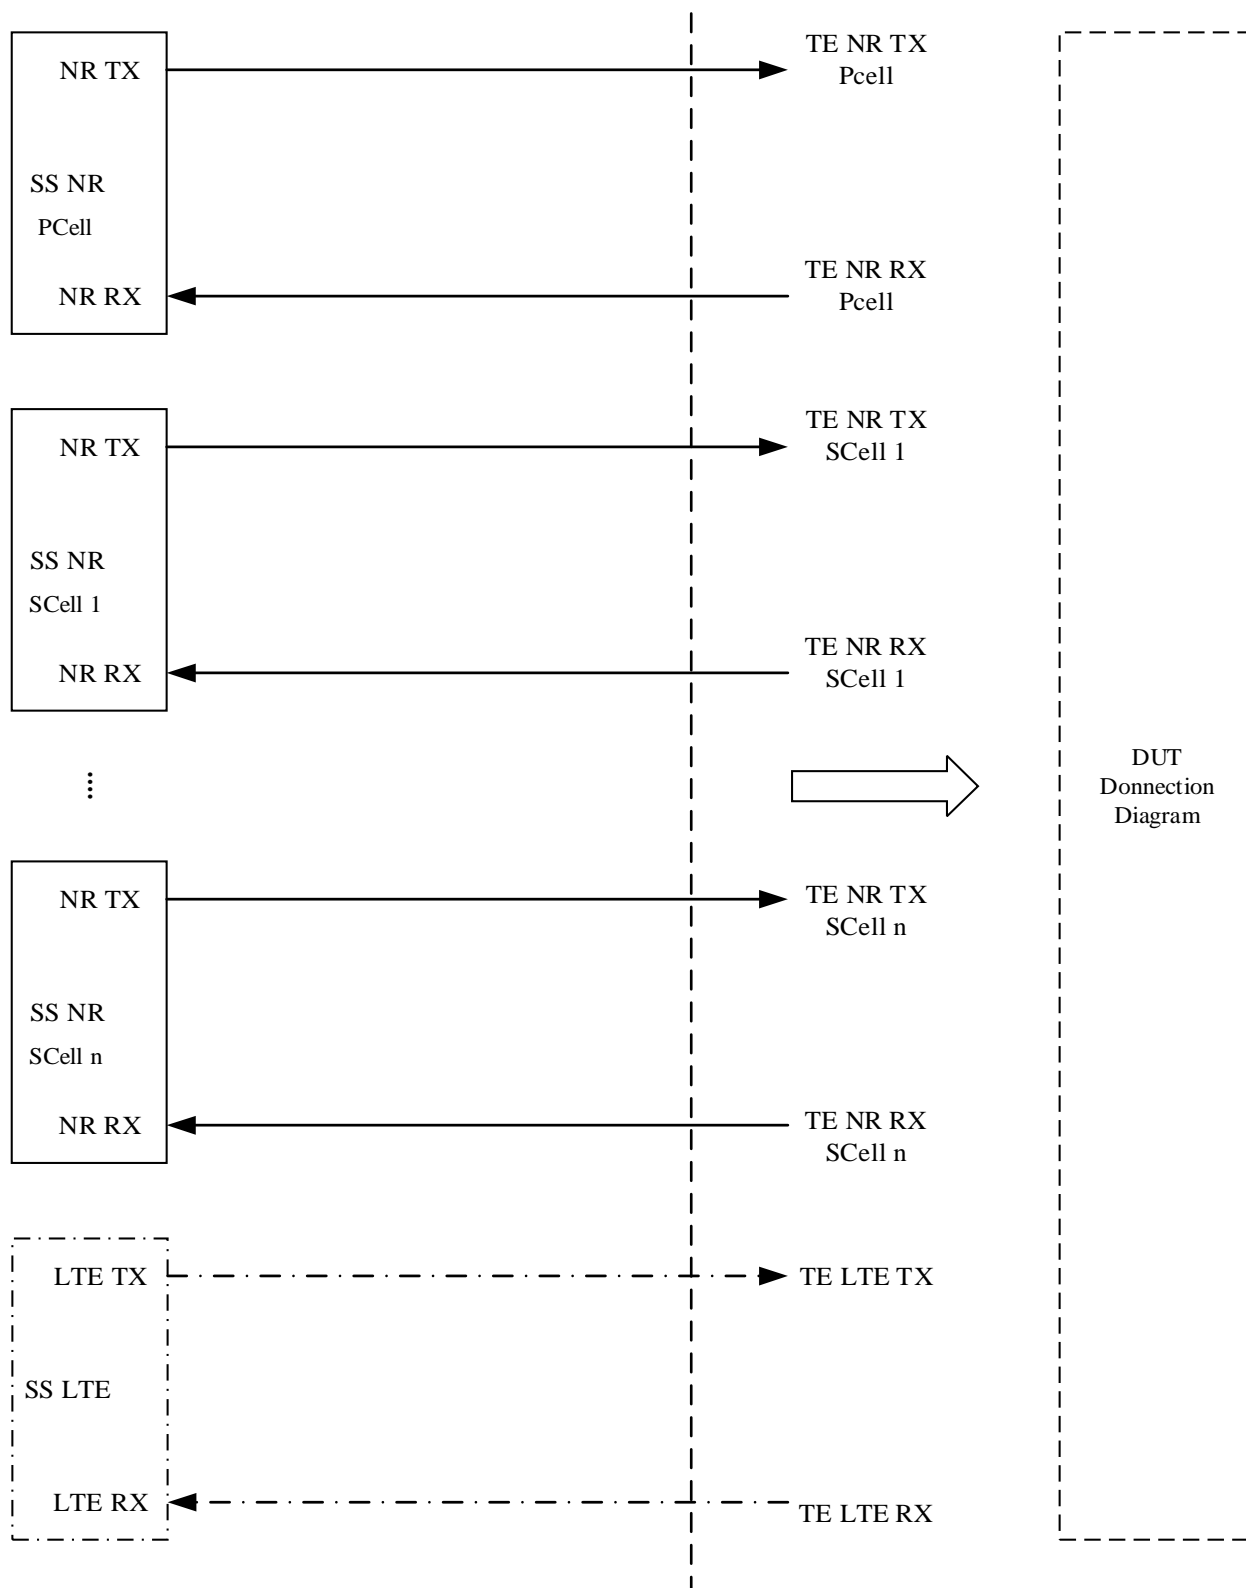 NR TX
TE NR TX
Pcell
SS NR
PCell
NR RX
TE NR RX
Pcell
NR TX
TE NR TX
SCell 1
SS NR
SCell 1
NR RX
TE NR RX
SCell 1
DUT
Donnection
Diagram
NR TX
TE NR TX
SCell n
SS NR
SCell n
NR RX
TE NR RX
SCell n
LTE TX
TE LTE TX
SS LTE
LTE RX
TE LTE RX